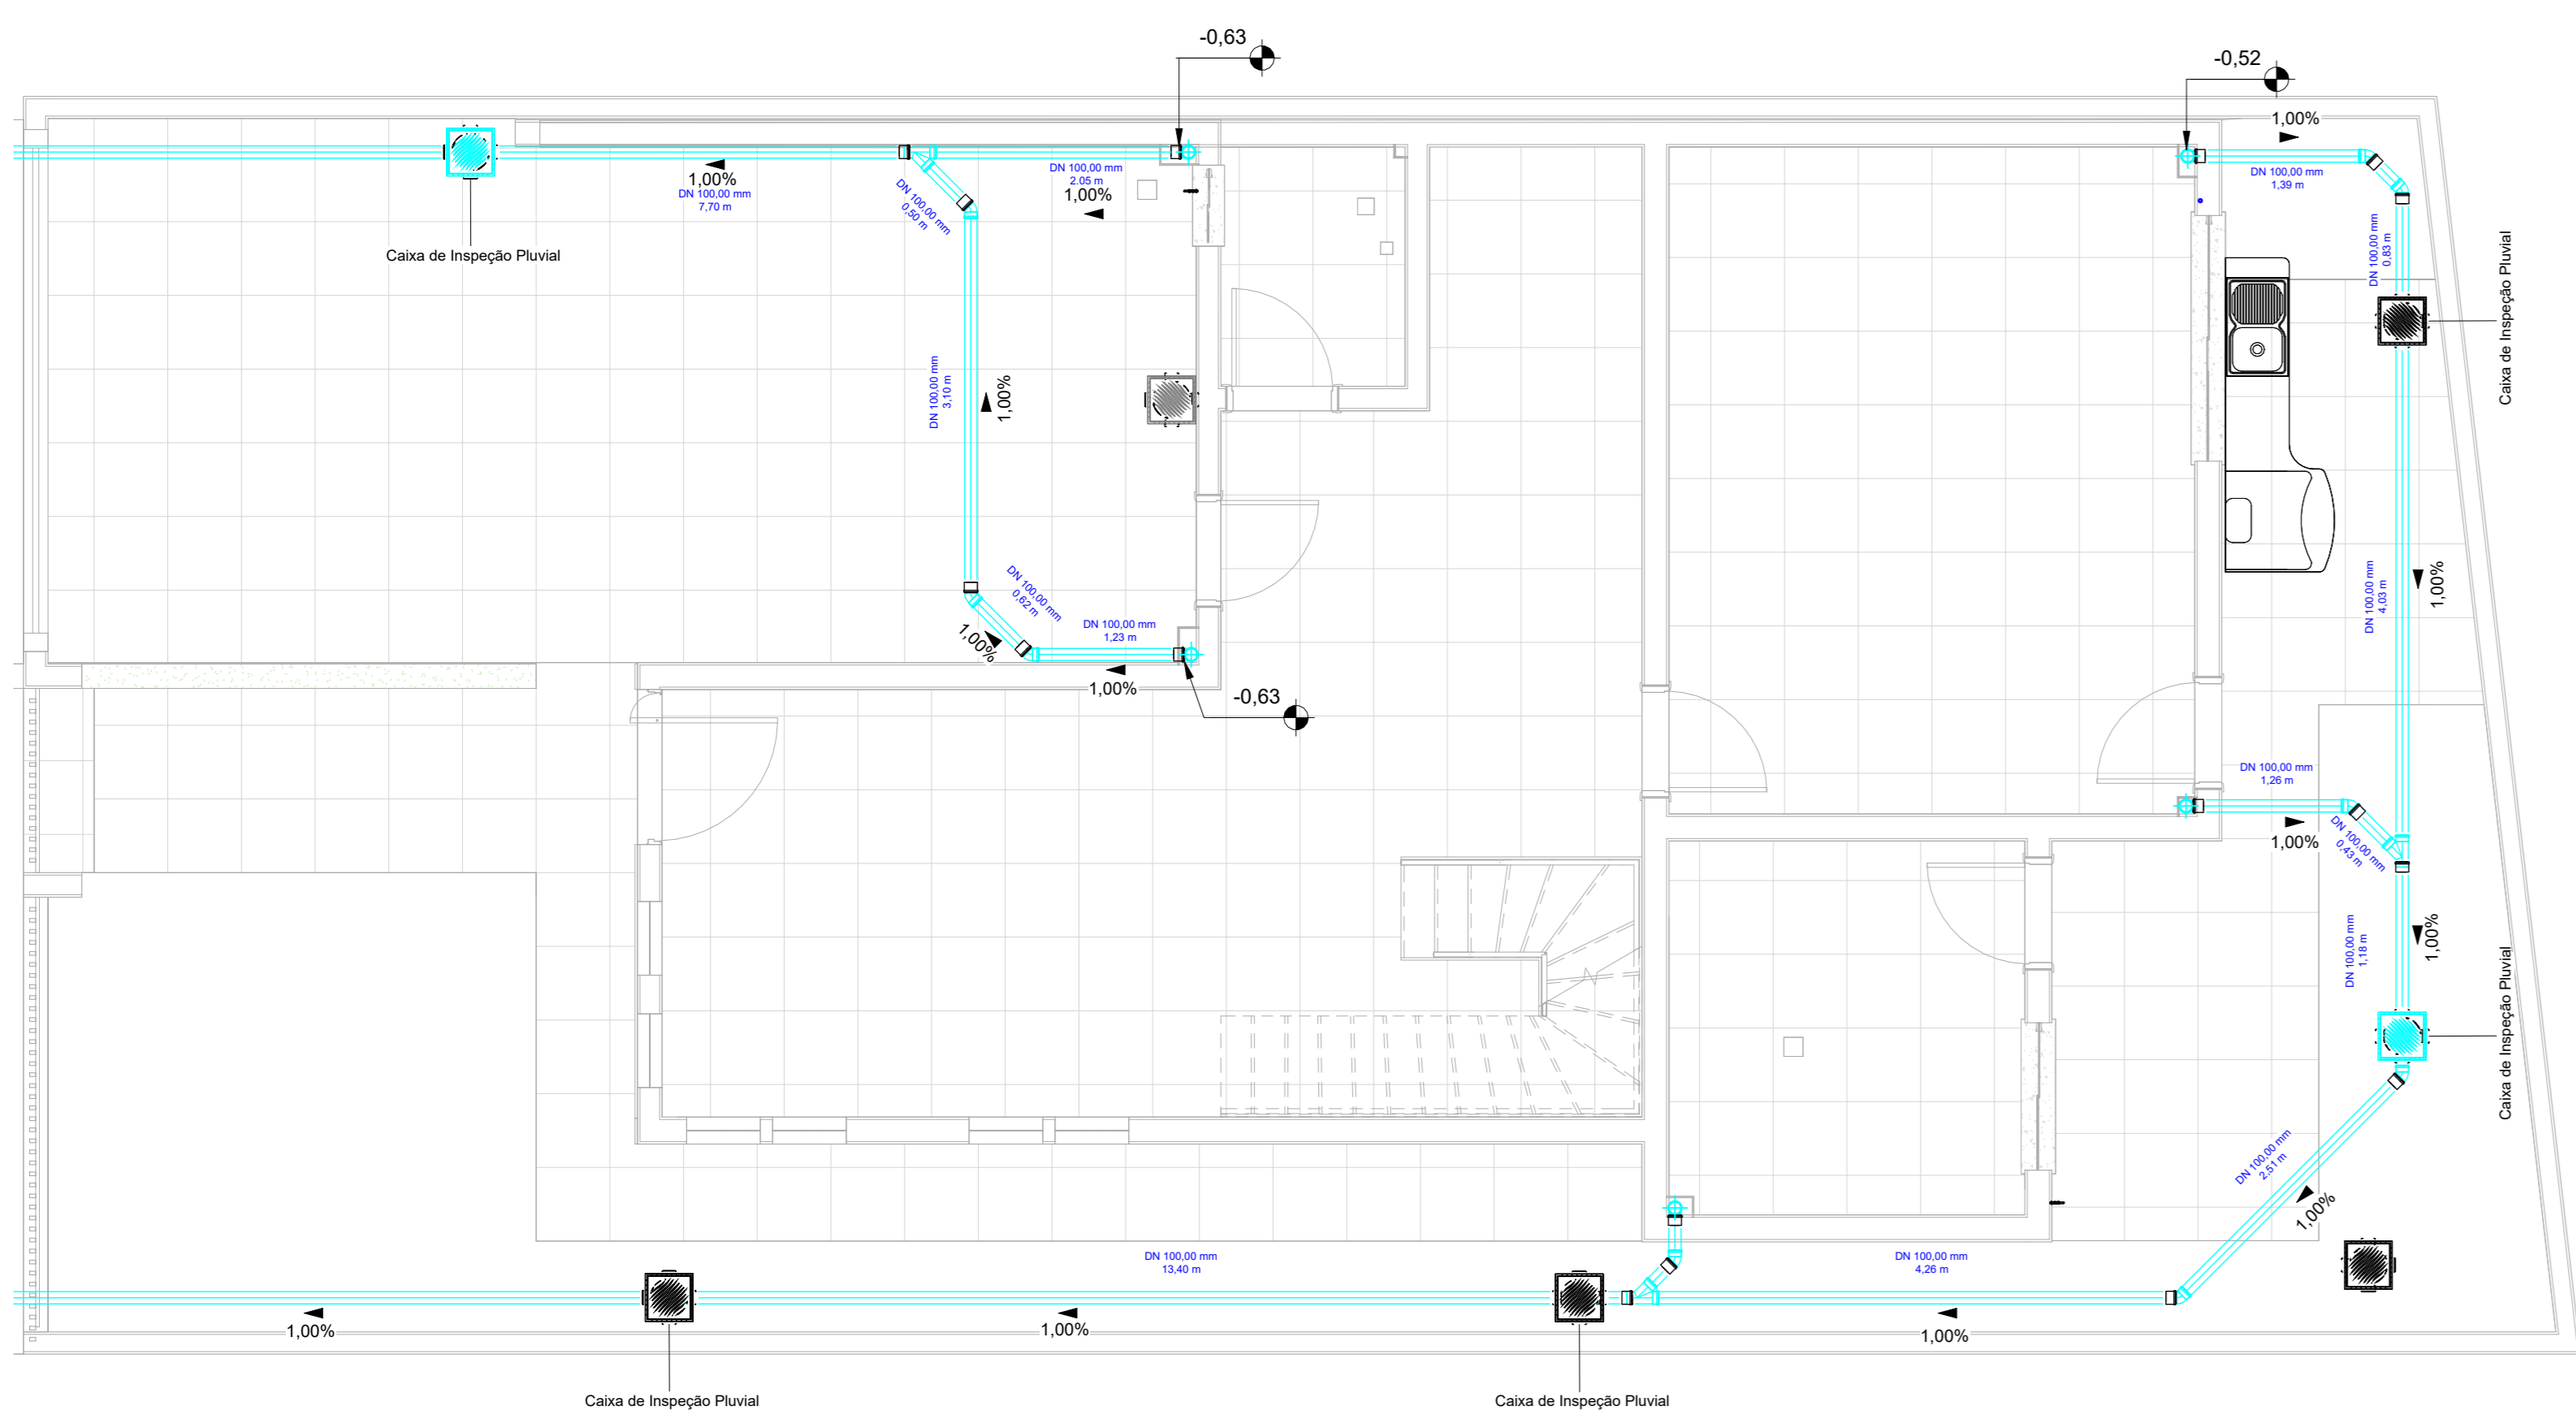 -0,63
-0,52
1,00%
DN 100,00 mm
1,39 m
DN 100,00 mm
2.05 m
1,00%
1,00%
DN 100,00 mm
7,70 m
DN 100,00 mm
0,50 m
Caixa de Inspeção Pluvial
DN 100,00 mm
0,83 m
Caixa de Inspeção Pluvial
DN 100,00 mm
3,10 m
1,00%
DN 100,00 mm
4,03 m
1,00%
DN 100,00 mm
0,62 m
1,00%
DN 100,00 mm
1,23 m
1,00%
-0,63
DN 100,00 mm
1,26 m
1,00%
DN 100,00 mm
0,43 m
DN 100,00 mm
1,18 m
1,00%
Caixa de Inspeção Pluvial
DN 100,00 mm
2,51 m
1,00%
DN 100,00 mm
13,40 m
DN 100,00 mm
4,26 m
1,00%
1,00%
1,00%
Caixa de Inspeção Pluvial
Caixa de Inspeção Pluvial